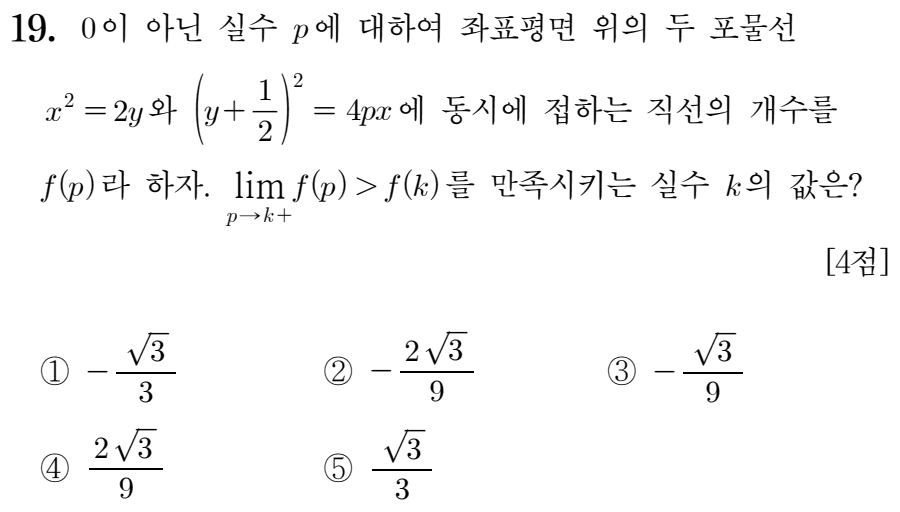 19. 0이 아닌 실수 p에 대하여 좌표평면 위의 두 포물선
x² = 2y와 (y + 1/2)² = 4px에 동시에 접하는 직선의 개수를
f(p)라 하자. lim_{p→k+} f(p) > f(k)를 만족시키는 실수 k의 값은?
[4점]
① −√3/3 ② −2√3/9 ③ −√3/9
④ 2√3/9 ⑤ √3/3